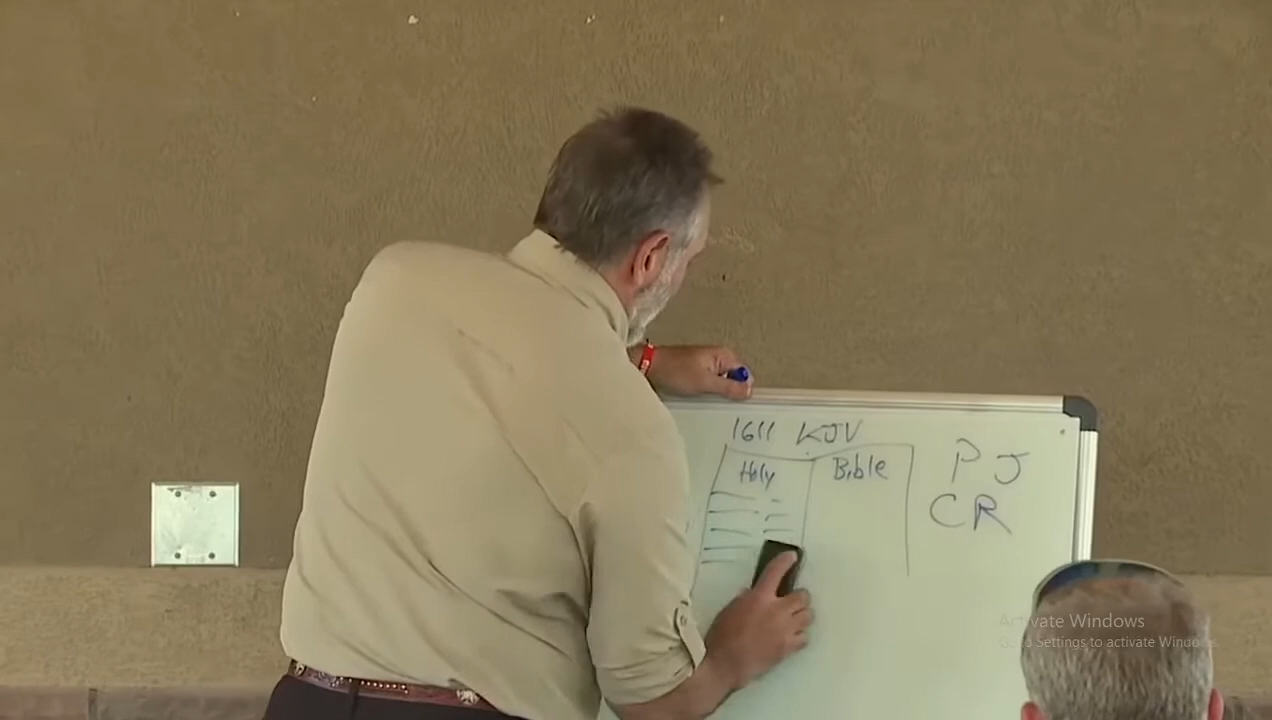 1611 KJV
Holy Bible
P J
C R
Activate Windows
Go to Settings to activate Windows.